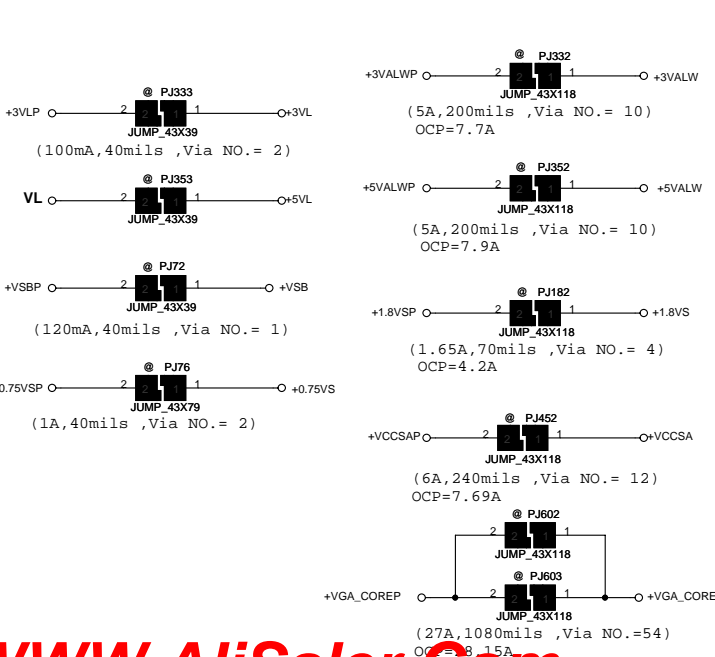 @ PJ333
+3VLP 2 2 1 1 +3VL
JUMP_43X39
(100mA,40mils ,Via NO.= 2)
@ PJ353
VL 2 2 1 1 +5VL
JUMP_43X39
@ PJ72
+VSBP 2 2 1 1 +VSB
JUMP_43X39
(120mA,40mils ,Via NO.= 1)
@ PJ76
0.75VSP 2 2 1 1 +0.75VS
JUMP_43X79
(1A,40mils ,Via NO.= 2)
@ PJ332
+3VALWP 2 2 1 1 +3VALW
JUMP_43X118
(5A,200mils ,Via NO.= 10)
OCP=7.7A
@ PJ352
+5VALWP 2 2 1 1 +5VALW
JUMP_43X118
(5A,200mils ,Via NO.= 10)
OCP=7.9A
@ PJ182
+1.8VSP 2 2 1 1 +1.8VS
JUMP_43X118
(1.65A,70mils ,Via NO.= 4)
OCP=4.2A
@ PJ452
+VCCSAP 2 2 1 1 +VCCSA
JUMP_43X118
(6A,240mils ,Via NO.= 12)
OCP=7.69A
@ PJ602
2 2 1 1
JUMP_43X118
@ PJ603
+VGA_COREP 2 2 1 1 +VGA_CORE
JUMP_43X118
(27A,1080mils ,Via NO.=54)